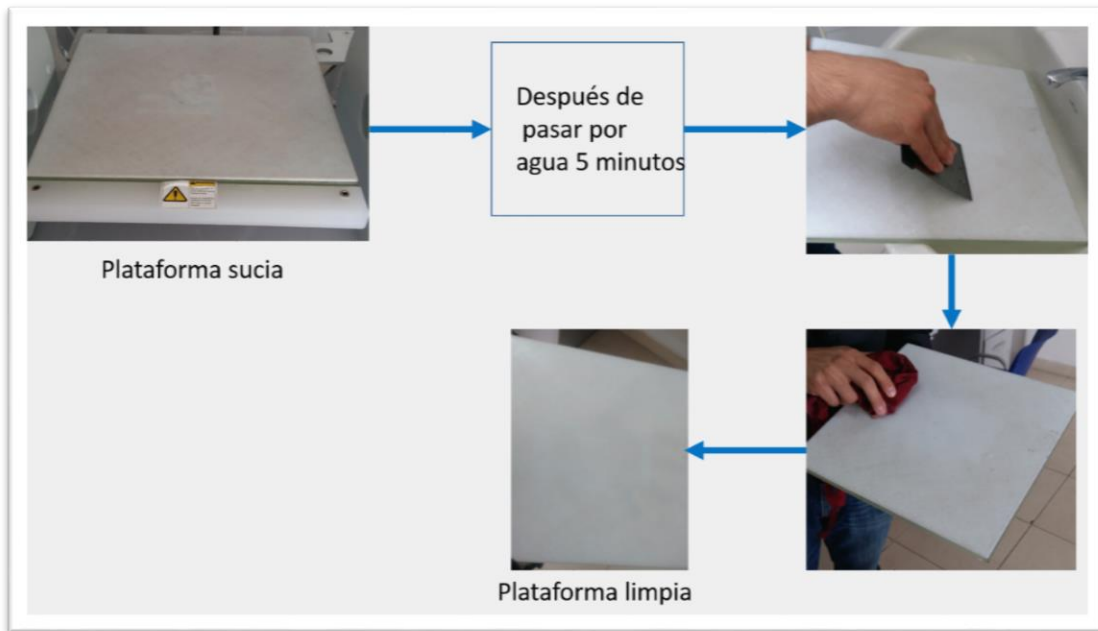 Después de
pasar por
agua 5 minutos
Plataforma sucia
Plataforma limpia